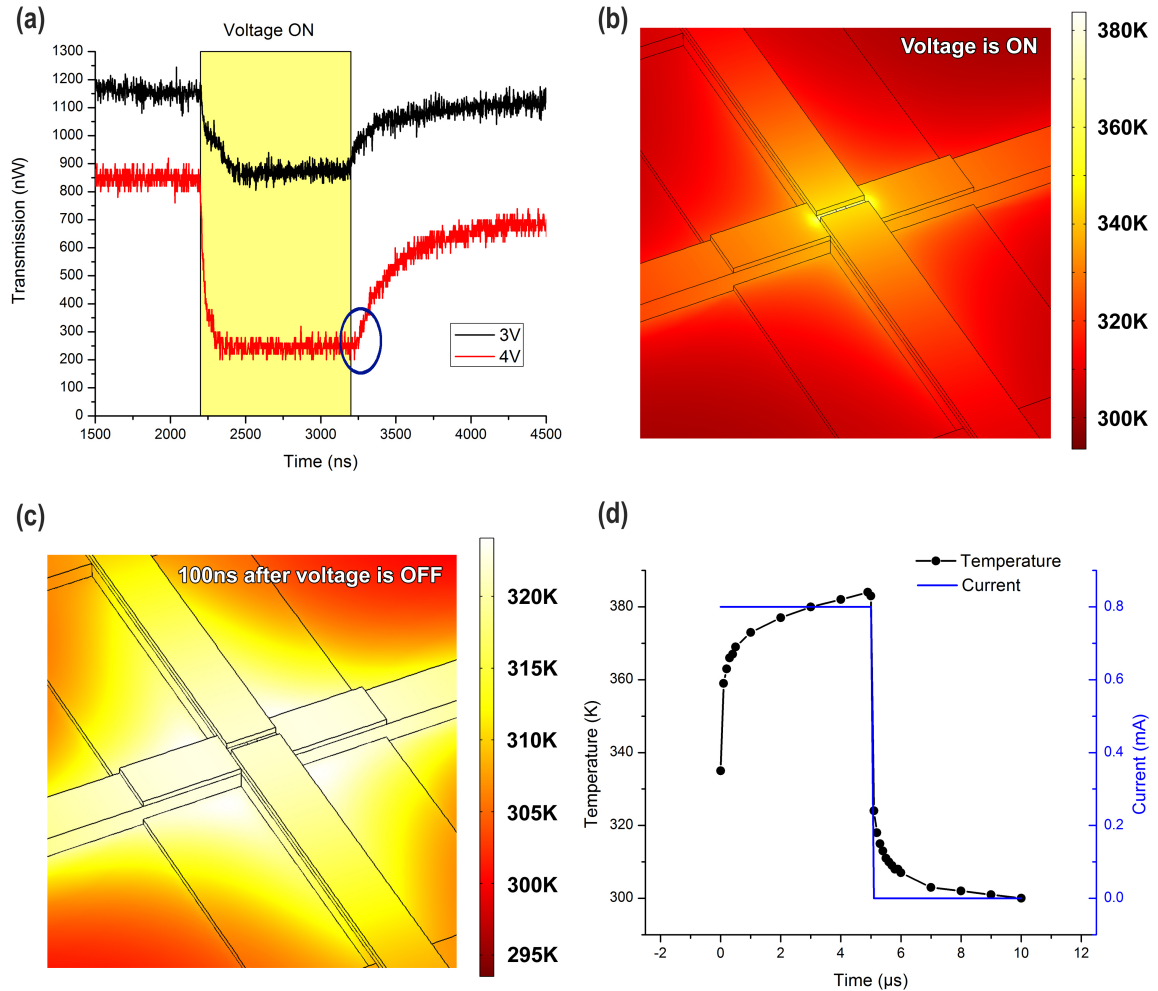 (a)
Voltage ON
1300
1200
1100
1000
900
800
700
600
500
400
300
200
100
0
Transmission (nW)
3V
4V
1500 2000 2500 3000 3500 4000 4500
Time (ns)
(b)
Voltage is ON
380K
360K
340K
320K
300K
(c)
100ns after voltage is OFF
320K
315K
310K
305K
300K
295K
(d)
Temperature
Current
380
360
340
320
300
Temperature (K)
0.8
0.6
0.4
0.2
0.0
Current (mA)
-2 0 2 4 6 8 10 12
Time (µs)